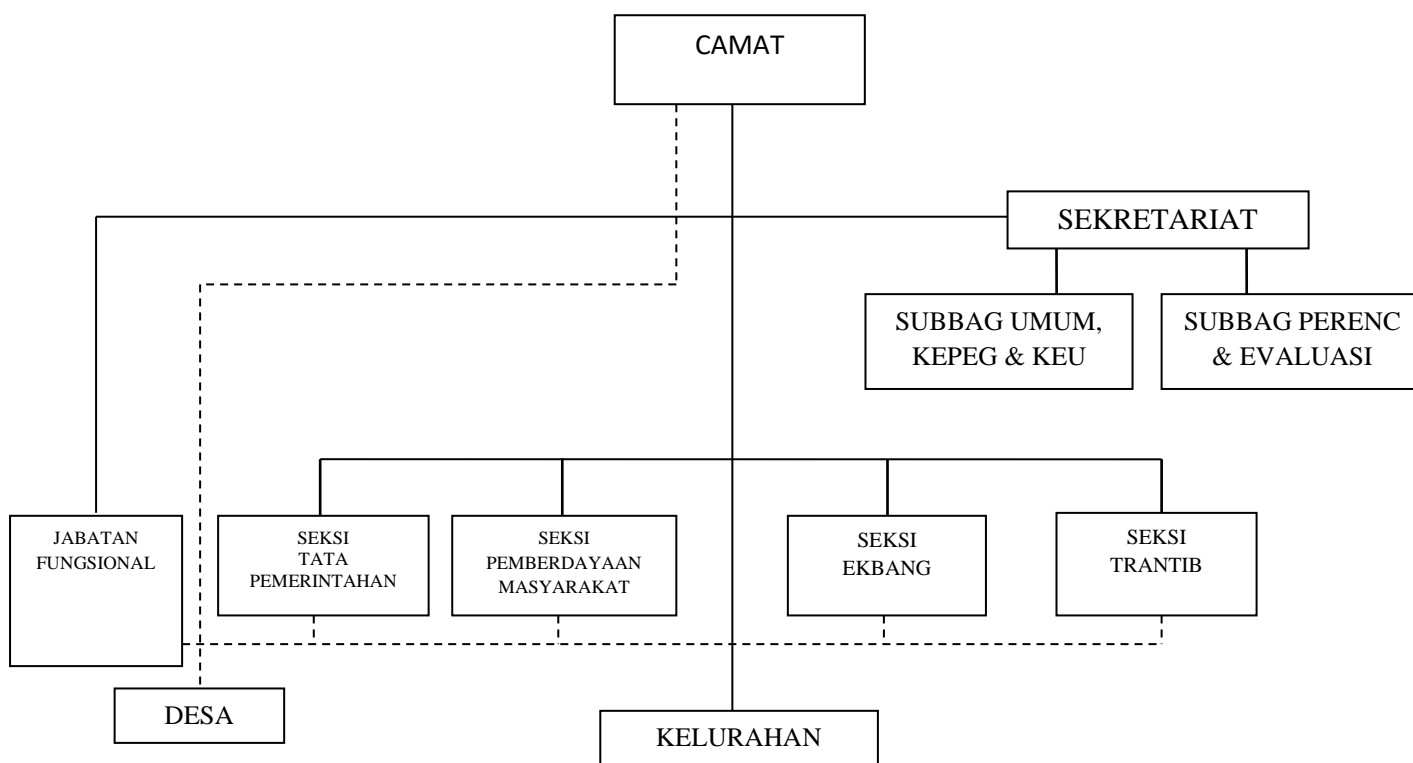 CAMAT
SEKRETARIAT
SUBBAG UMUM,
KEPEG & KEU
SUBBAG PERENC
& EVALUASI
JABATAN
FUNGSIONAL
SEKSI
TATA
PEMERINTAHAN
SEKSI
PEMBERDAYAAN
MASYARAKAT
SEKSI
EKBANG
SEKSI
TRANTIB
DESA
KELURAHAN